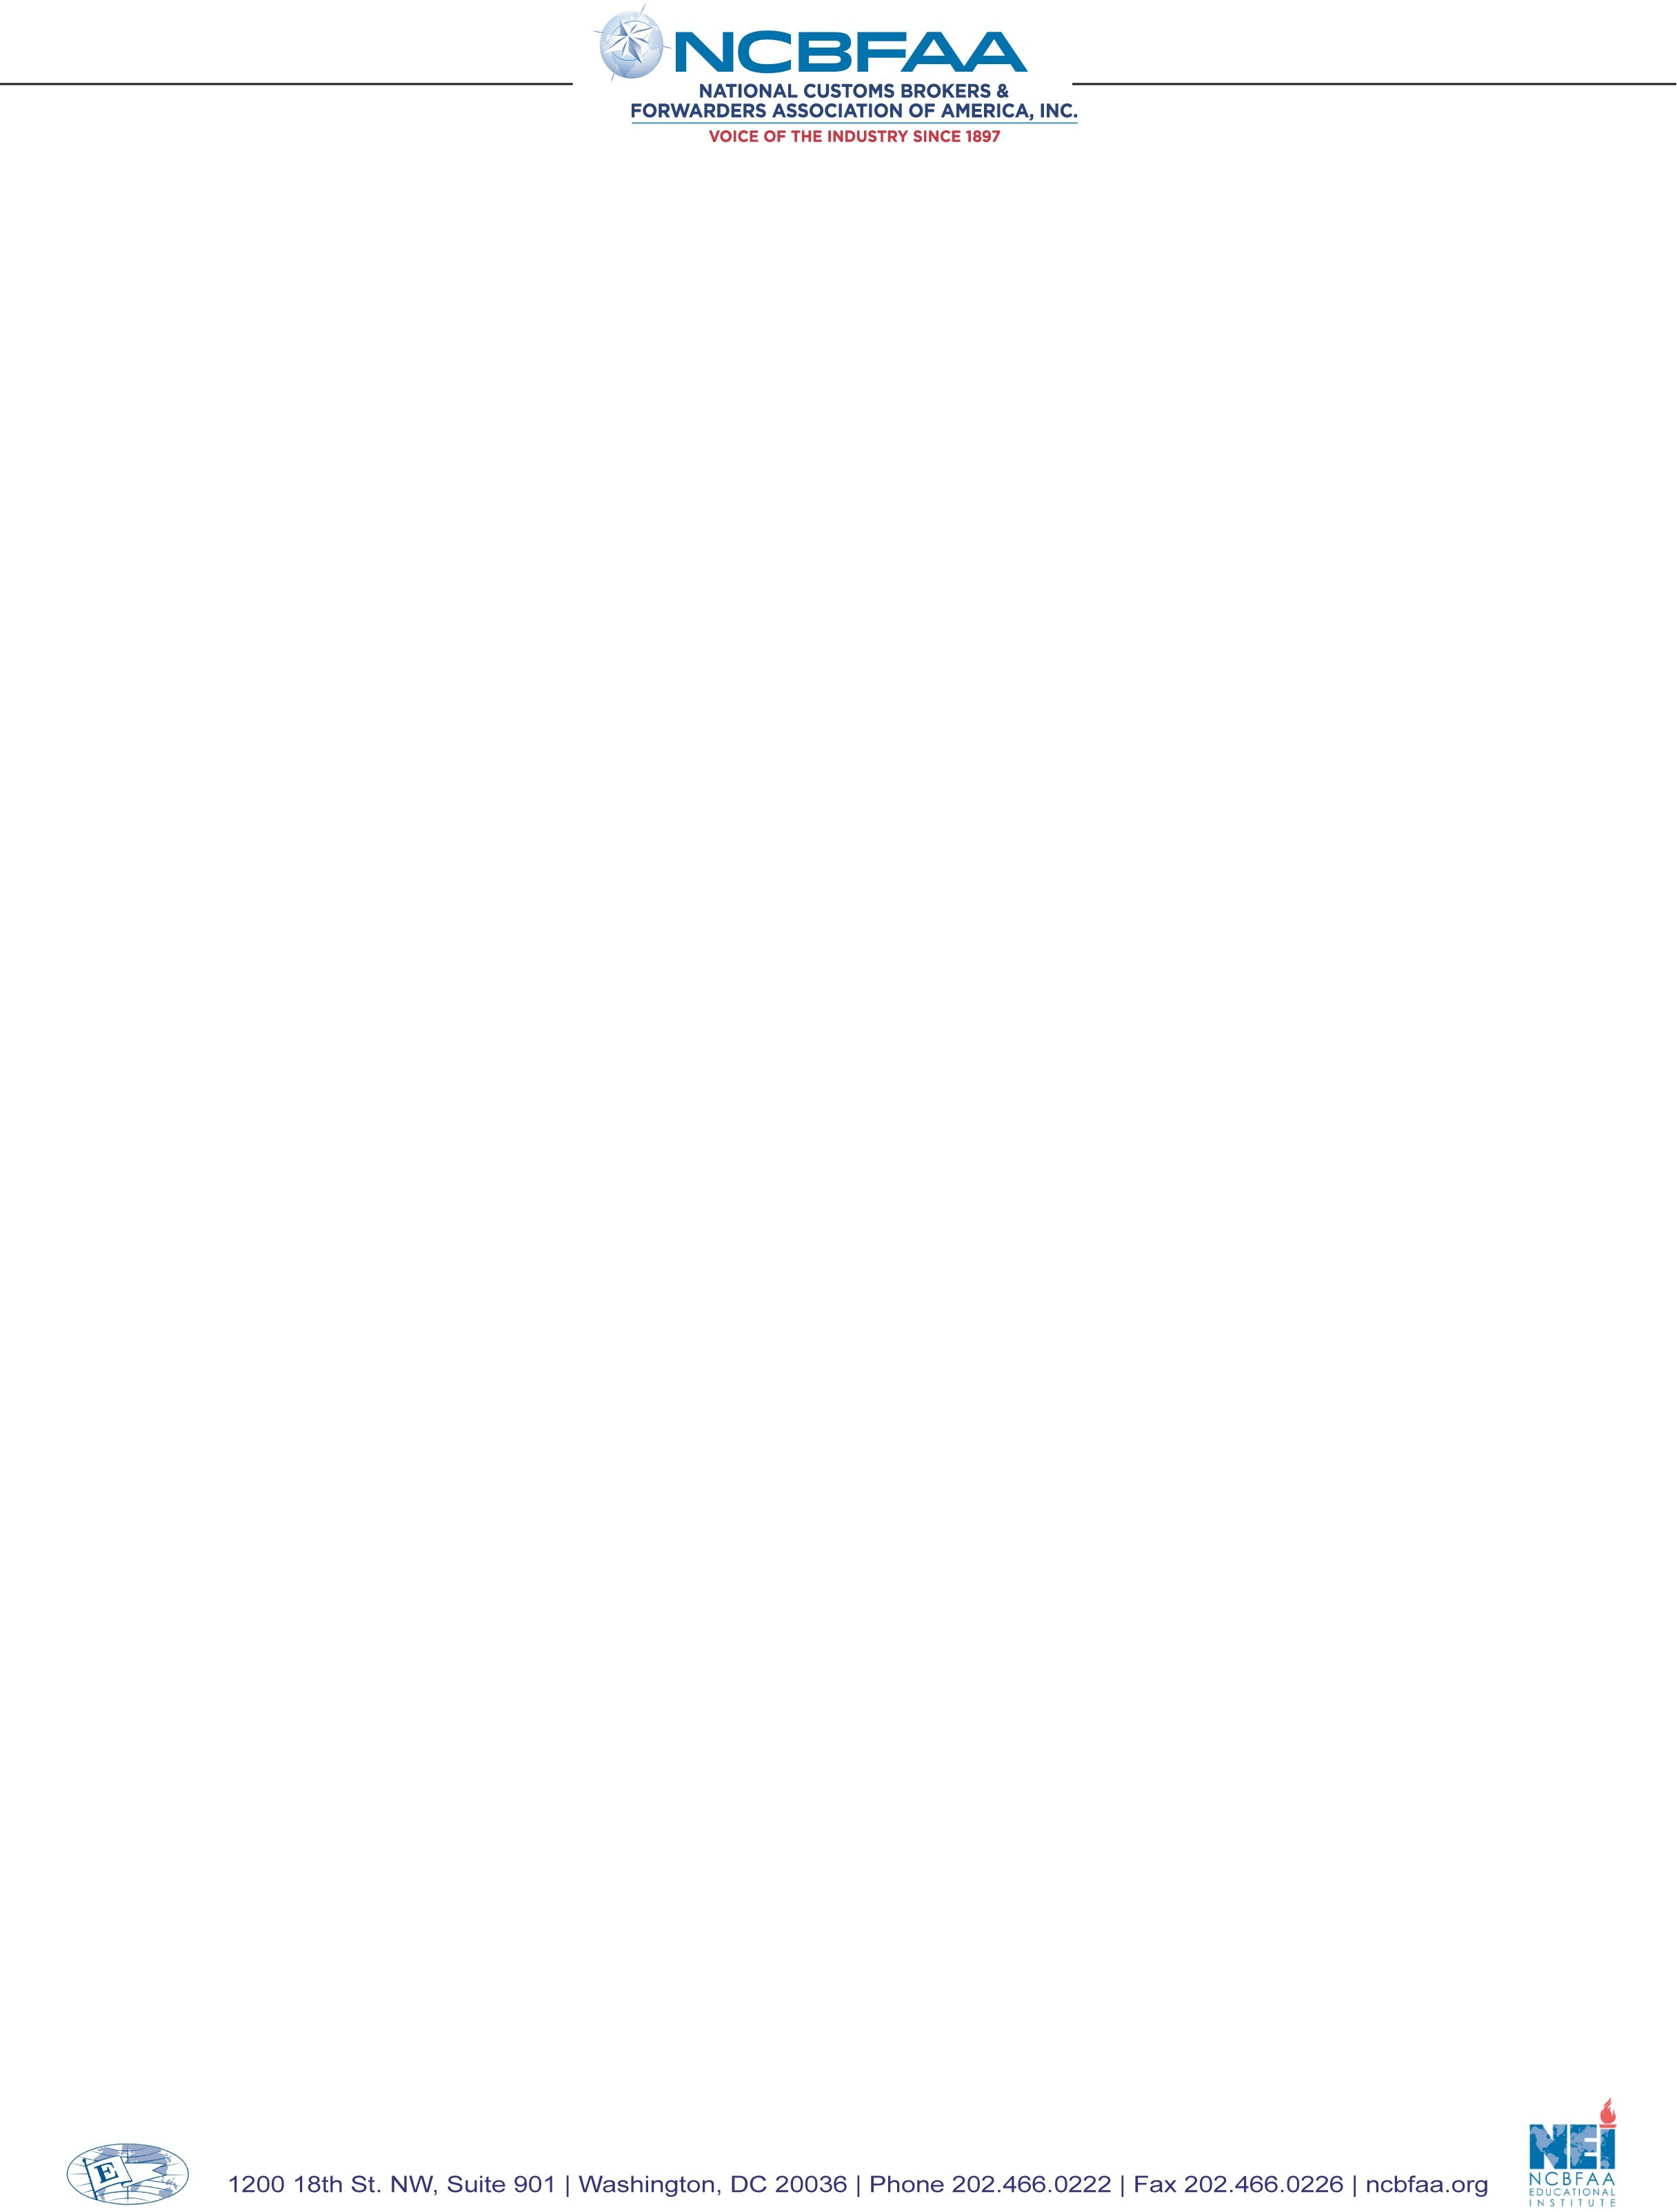 NCBFAA
NATIONAL CUSTOMS BROKERS &
FORWARDERS ASSOCIATION OF AMERICA, INC.
VOICE OF THE INDUSTRY SINCE 1897
E
1200 18th St. NW, Suite 901 | Washington, DC 20036 | Phone 202.466.0222 | Fax 202.466.0226 | ncbfaa.org
NEI
NCBFAA
EDUCATIONAL
INSTITUTE